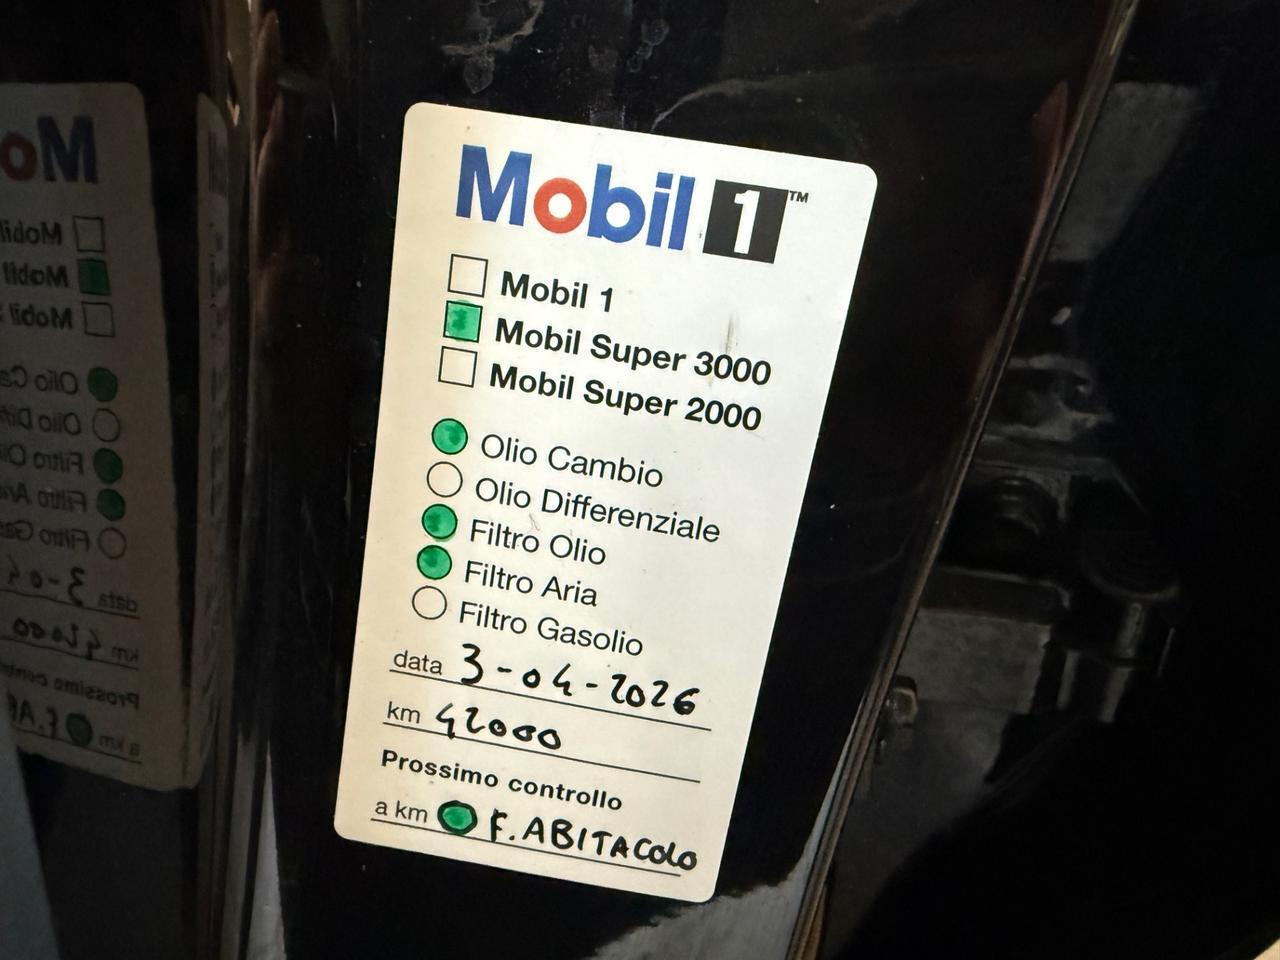 Mobil 1™
Mobil 1
Mobil Super 3000
Mobil Super 2000
Olio Cambio
Olio Differenziale
Filtro Olio
Filtro Aria
Filtro Gasolio
data 3-04-2026
km 42000
Prossimo controllo
a km F. ABITACOLO